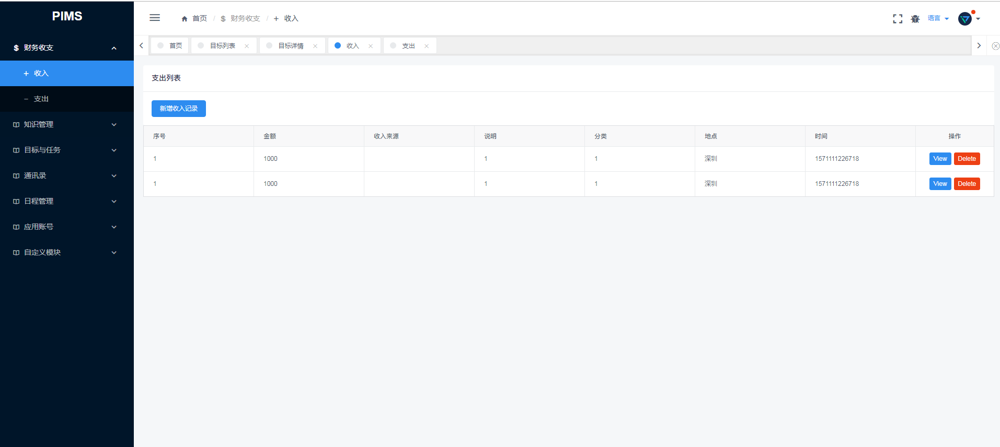 PIMS
财务收支
收入
支出
知识管理
目标与任务
通讯录
日程管理
应用账号
自定义模块
首页 / $ 财务收支 / + 收入
语言
首页 目标列表 目标详情 收入 支出
支出列表
新增收入记录
序号 金额 收入来源 说明 分类 地点 时间 操作
1 1000 1 1 深圳 1571111226718 View Delete
1 1000 1 1 深圳 1571111226718 View Delete